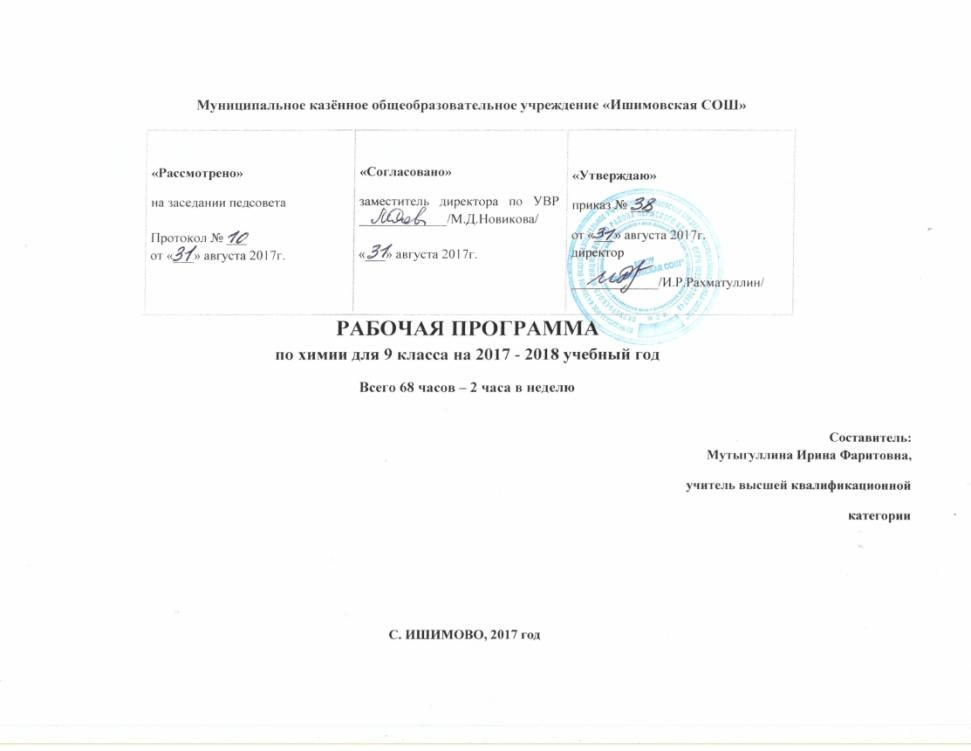 Муниципальное казённое общеобразовательное учреждение «Ишимовская СОШ»
«Рассмотрено»
на заседании педсовета
Протокол № 10
от «31» августа 2017г.
«Согласовано»
заместитель директора по УВР
/М.Д.Новикова/
«31» августа 2017г.
«Утверждаю»
приказ № 38
от «31» августа 2017г.
директор
/И.Р.Рахматуллин/
РАБОЧАЯ ПРОГРАММА
по химии для 9 класса на 2017 - 2018 учебный год
Всего 68 часов – 2 часа в неделю
Составитель:
Мутыгуллина Ирина Фаритовна,
учитель высшей квалификационной
категории
С. ИШИМОВО, 2017 год